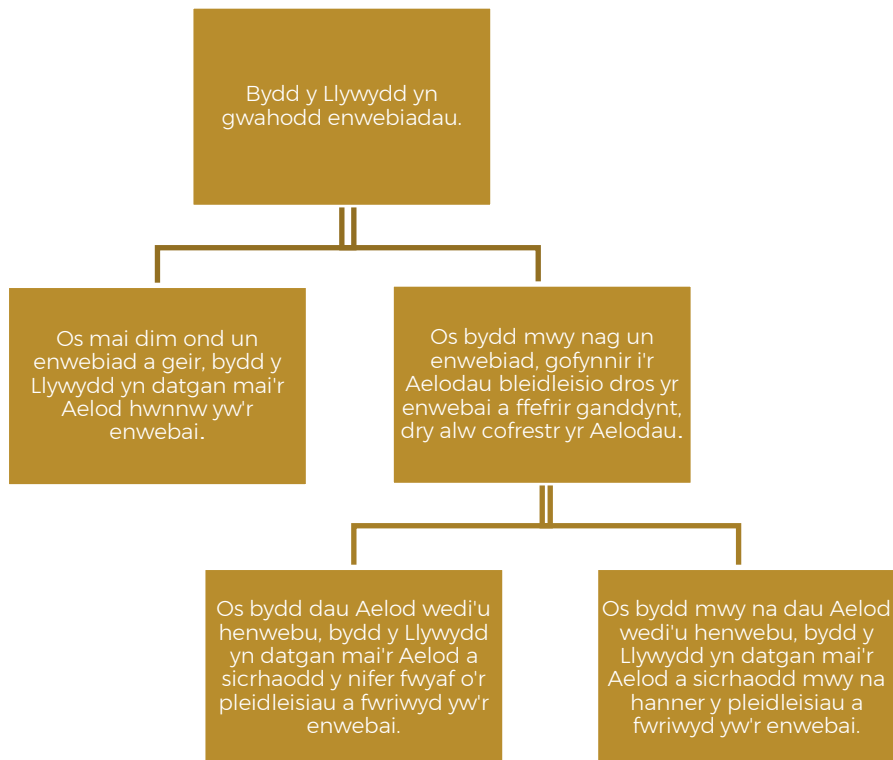 Bydd y Llywydd yn
gwahodd enwebiadau.
Os mai dim ond un
enwebiad a geir, bydd y
Llywydd yn datgan mai'r
Aelod hwnnw yw'r
enwebai.
Os bydd mwy nag un
enwebiad, gofynnir i'r
Aelodau bleidleisio dros yr
enwebai a ffefrir ganddynt,
dry alw cofrestr yr Aelodau.
Os bydd dau Aelod wedi'u
henwebu, bydd y Llywydd
yn datgan mai'r Aelod a
sicrhaodd y nifer fwyaf o'r
pleidleisiau a fwriwyd yw'r
enwebai.
Os bydd mwy na dau Aelod
wedi'u henwebu, bydd y
Llywydd yn datgan mai'r
Aelod a sicrhaodd mwy na
hanner y pleidleisiau a
fwriwyd yw'r enwebai.